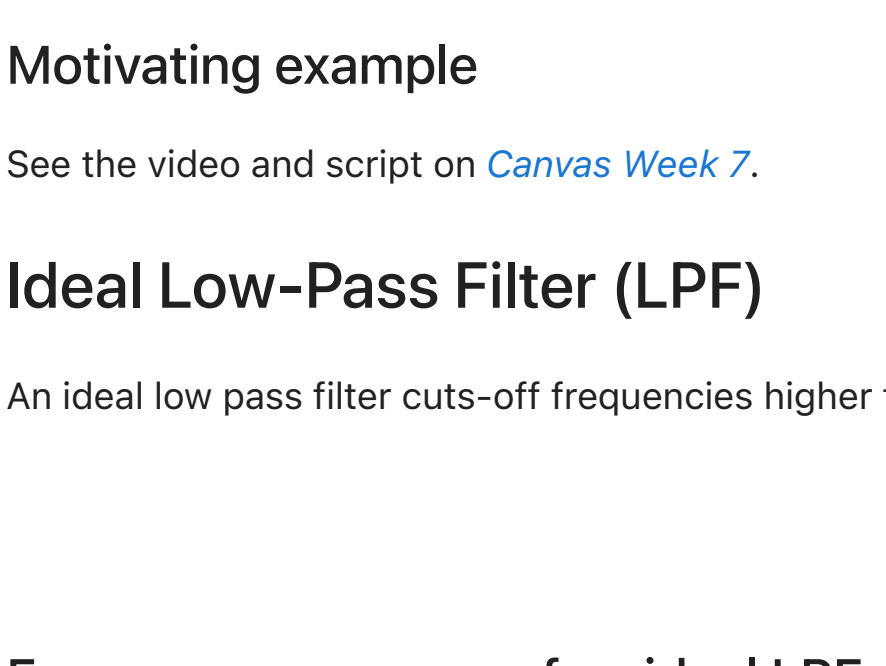 Motivating example
See the video and script on Canvas Week 7.
Ideal Low-Pass Filter (LPF)
An ideal low pass filter cuts-off frequencies higher